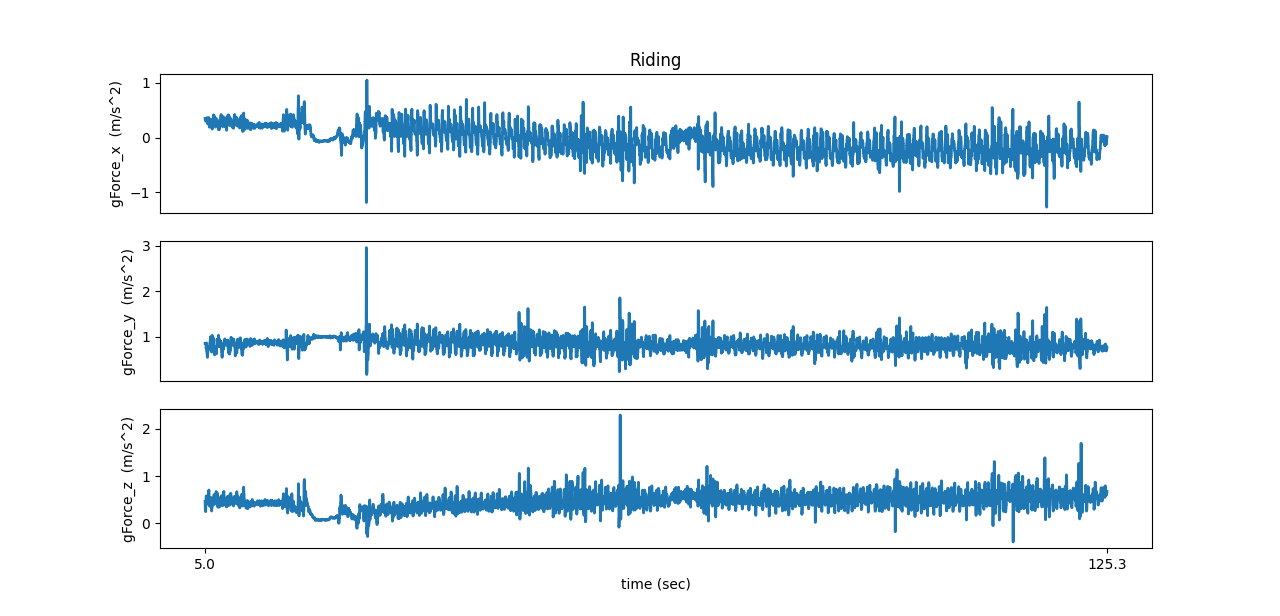 Riding
gForce_x (m/s^2)
1
0
−1
gForce_y (m/s^2)
3
2
1
gForce_z (m/s^2)
2
1
0
5.0
125.3
time (sec)